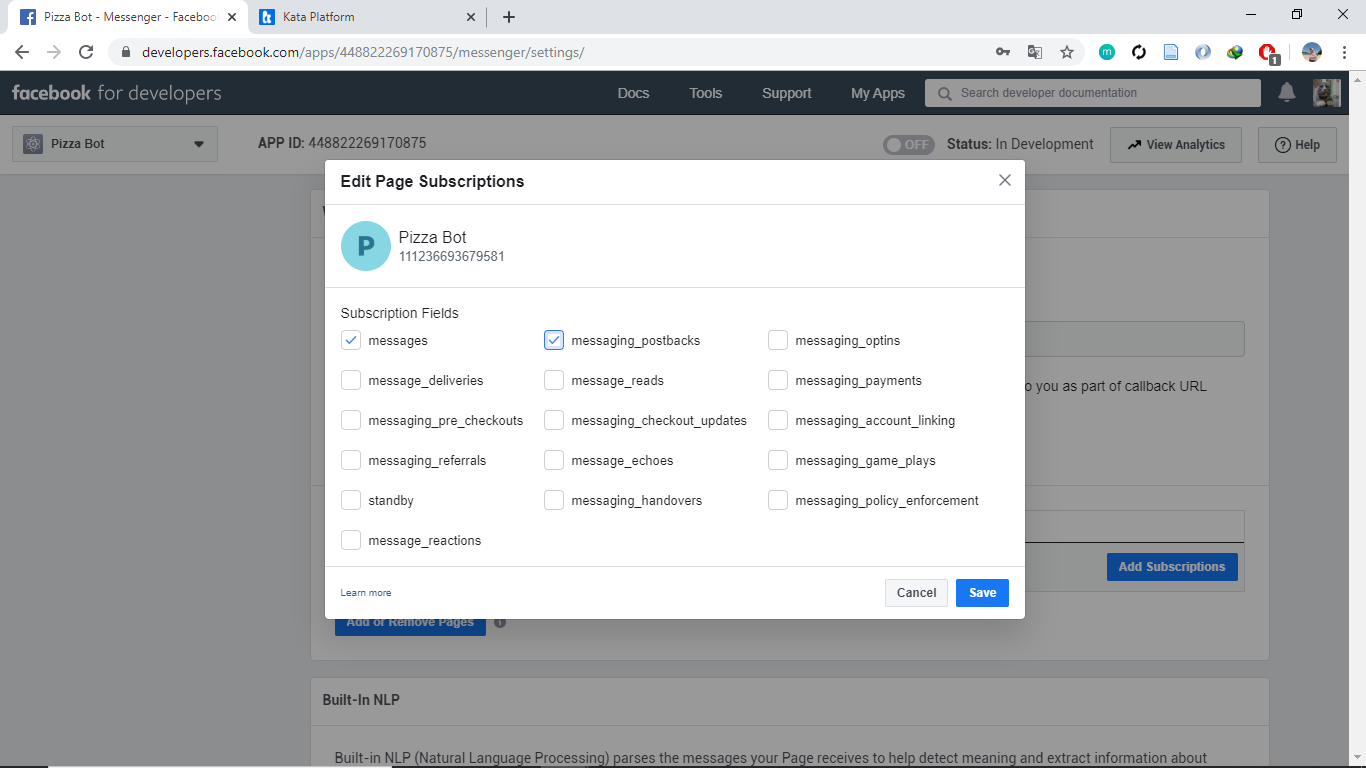 Pizza Bot - Messenger - Faceboo
Kata Platform
developers.facebook.com/apps/448822269170875/messenger/settings/
1
facebook for developers
Docs
Tools
Support
My Apps
Search developer documentation
Pizza Bot
APP ID: 448822269170875
OFF
Status: In Development
View Analytics
? Help
Edit Page Subscriptions
P
Pizza Bot
111236693679581
Subscription Fields
messages
messaging_postbacks
messaging_optins
message_deliveries
message_reads
messaging_payments
o you as part of callback URL
messaging_pre_checkouts
messaging_checkout_updates
messaging_account_linking
messaging_referrals
message_echoes
messaging_game_plays
standby
messaging_handovers
messaging_policy_enforcement
message_reactions
Add Subscriptions
Learn more
Cancel
Save
Add or Remove Pages
Built-In NLP
Built-in NLP (Natural Language Processing) parses the messages your Page receives to help detect meaning and extract information about